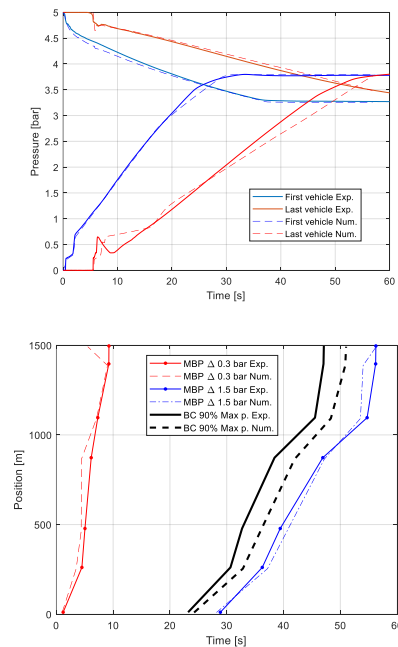 5
4.5
4
3.5
3
2.5
2
1.5
1
0.5
0
Pressure [bar]
First vehicle Exp.
Last vehicle Exp.
First vehicle Num.
Last vehicle Num.
0 10 20 30 40 50 60
Time [s]
1500
1000
500
0
Position [m]
MBP Δ 0.3 bar Exp.
MBP Δ 0.3 bar Num.
MBP Δ 1.5 bar Exp.
MBP Δ 1.5 bar Num.
BC 90% Max p. Exp.
BC 90% Max p. Num.
0 10 20 30 40 50 60
Time [s]